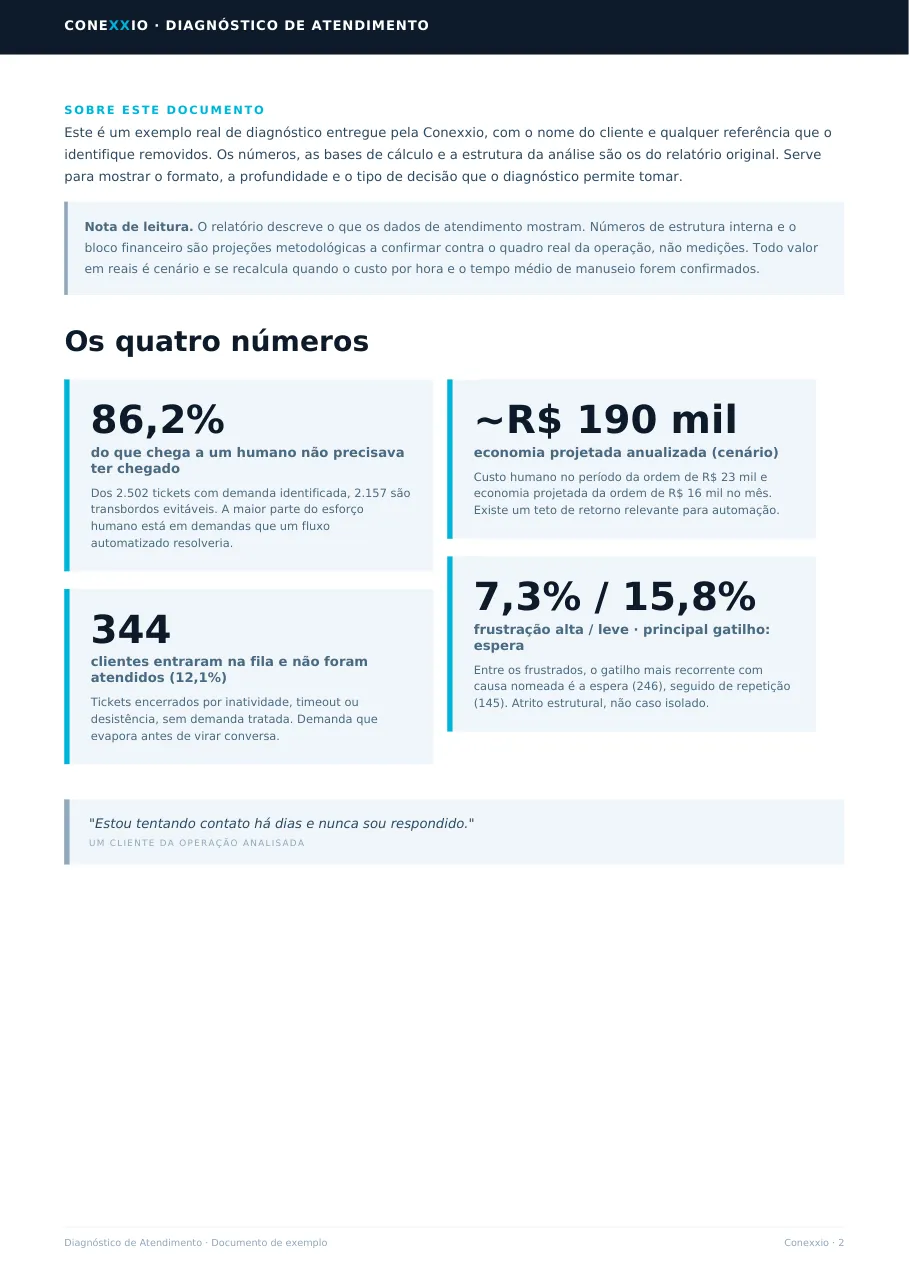 CONEXXIO · DIAGNÓSTICO DE ATENDIMENTO
SOBRE ESTE DOCUMENTO
Este é um exemplo real de diagnóstico entregue pela Conexxio, com o nome do cliente e qualquer referência que o
identifique removidos. Os números, as bases de cálculo e a estrutura da análise são os do relatório original. Serve
para mostrar o formato, a profundidade e o tipo de decisão que o diagnóstico permite tomar.
Nota de leitura. O relatório descreve o que os dados de atendimento mostram. Números de estrutura interna e o
bloco financeiro são projeções metodológicas a confirmar contra o quadro real da operação, não medições. Todo valor
em reais é cenário e se recalcula quando o custo por hora e o tempo médio de manuseio forem confirmados.
Os quatro números
86,2%
do que chega a um humano não precisava
ter chegado
Dos 2.502 tickets com demanda identificada, 2.157 são
transbordos evitáveis. A maior parte do esforço
humano está em demandas que um fluxo
automatizado resolveria.
344
clientes entraram na fila e não foram
atendidos (12,1%)
Tickets encerrados por inatividade, timeout ou
desistência, sem demanda tratada. Demanda que
evapora antes de virar conversa.
~R$ 190 mil
economia projetada anualizada (cenário)
Custo humano no período da ordem de R$ 23 mil e
economia projetada da ordem de R$ 16 mil no mês.
Existe um teto de retorno relevante para automação.
7,3% / 15,8%
frustração alta / leve · principal gatilho:
espera
Entre os frustrados, o gatilho mais recorrente com
causa nomeada é a espera (246), seguido de repetição
(145). Atrito estrutural, não caso isolado.
"Estou tentando contato há dias e nunca sou respondido."
UM CLIENTE DA OPERAÇÃO ANALISADA
Diagnóstico de Atendimento · Documento de exemplo
Conexxio · 2